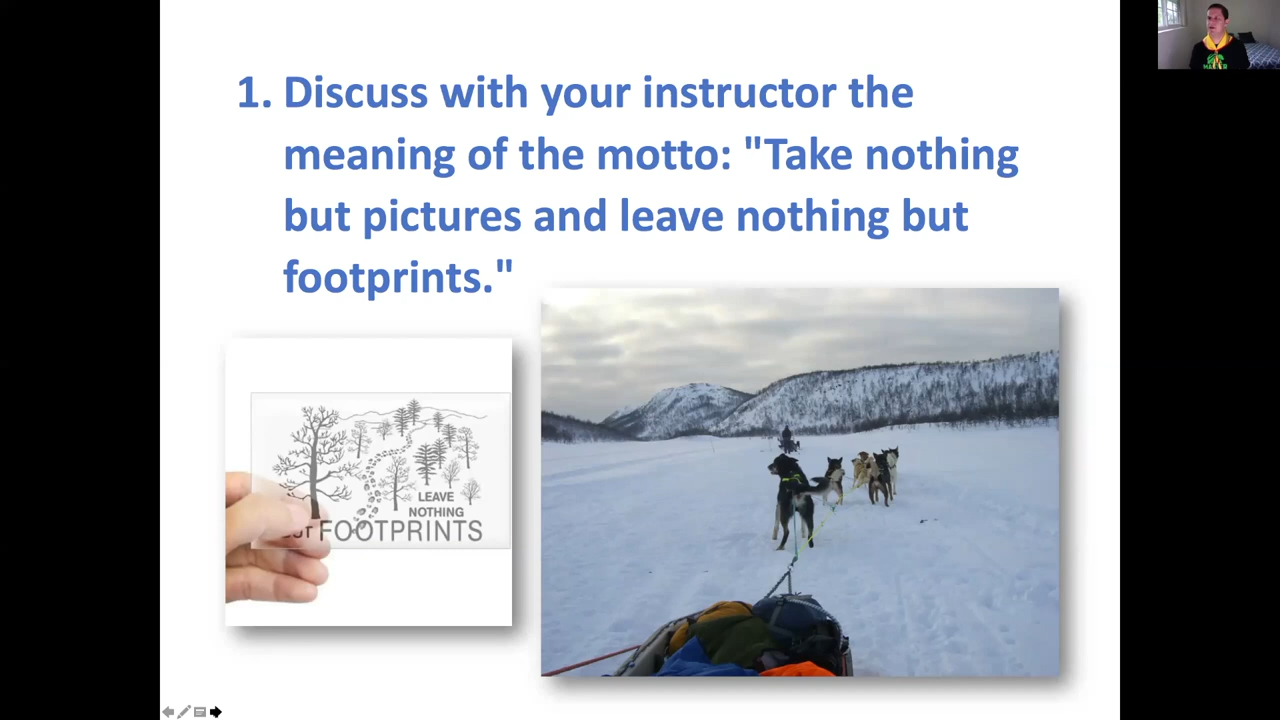 1. Discuss with your instructor the
meaning of the motto: "Take nothing
but pictures and leave nothing but
footprints."
LEAVE
NOTHING
FOOTPRINTS